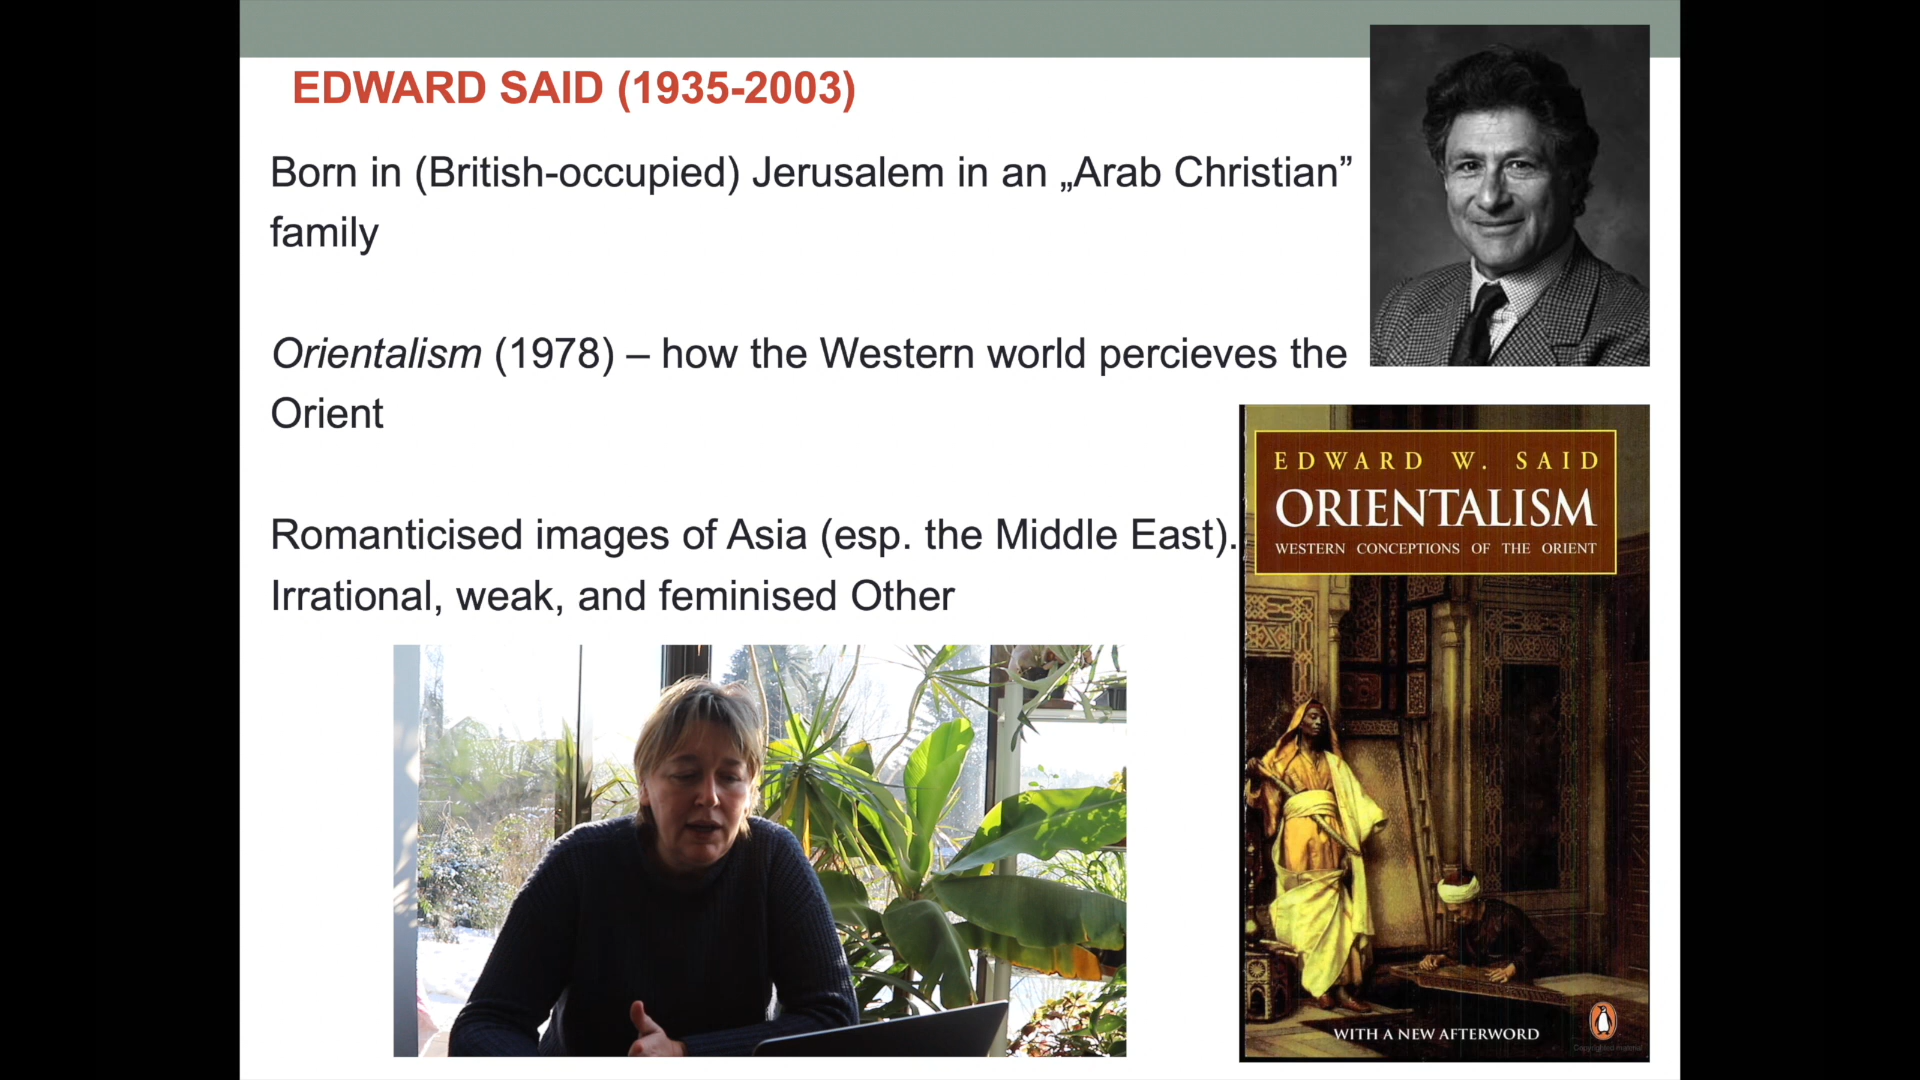 EDWARD SAID (1935-2003)
Born in (British-occupied) Jerusalem in an „Arab Christian”
family
Orientalism (1978) – how the Western world percieves the
Orient
Romanticised images of Asia (esp. the Middle East).
Irrational, weak, and feminised Other
EDWARD W. SAID
ORIENTALISM
WESTERN CONCEPTIONS OF THE ORIENT
WITH A NEW AFTERWORD
Copyrighted material